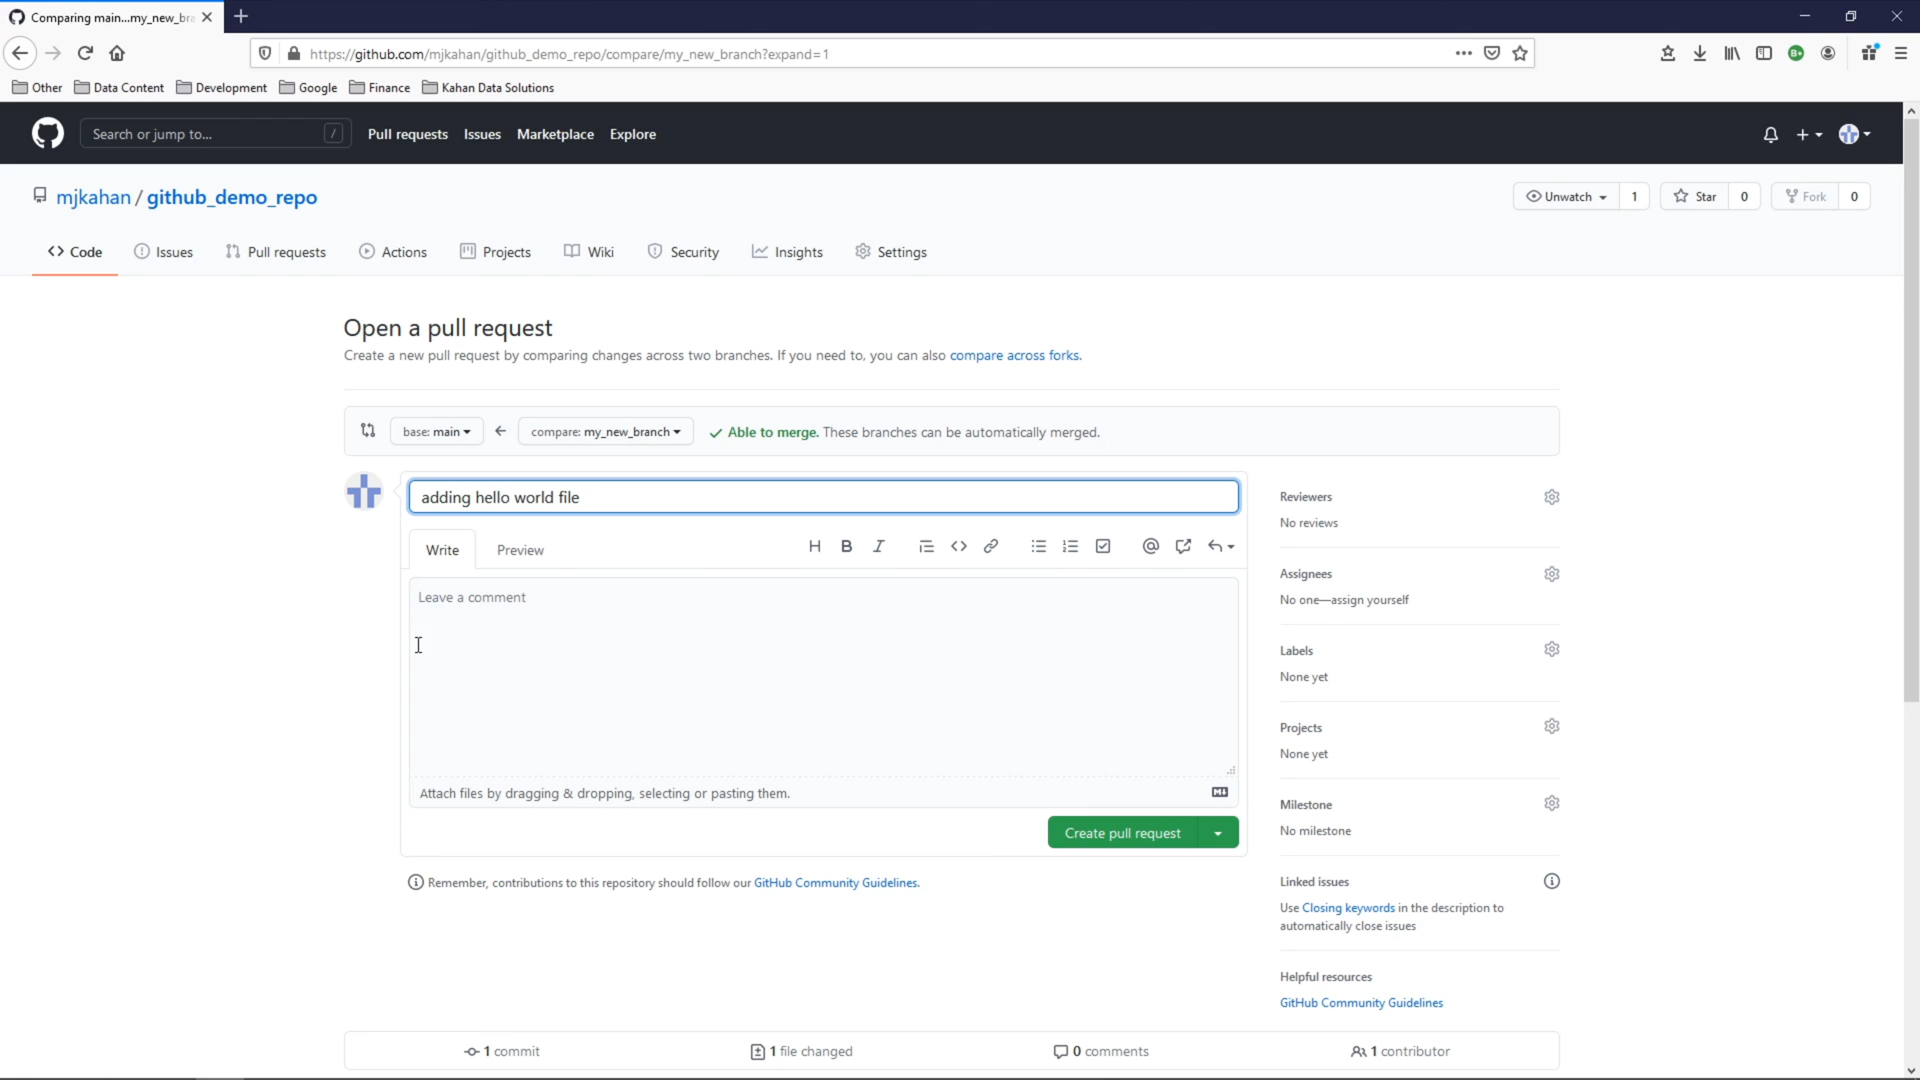 Comparing main...my_new_bra
https://github.com/mjkahan/github_demo_repo/compare/my_new_branch?expand=1
Other Data Content Development Google Finance Kahan Data Solutions
Search or jump to... / Pull requests Issues Marketplace Explore
mjkahan / github_demo_repo Unwatch 1 Star 0 Fork 0
Code Issues Pull requests Actions Projects Wiki Security Insights Settings
Open a pull request
Create a new pull request by comparing changes across two branches. If you need to, you can also compare across forks.
base: main compare: my_new_branch Able to merge. These branches can be automatically merged.
adding hello world file
Write Preview H B I
Leave a comment
Attach files by dragging & dropping, selecting or pasting them.
Create pull request
Remember, contributions to this repository should follow our GitHub Community Guidelines.
Reviewers
No reviews
Assignees
No one—assign yourself
Labels
None yet
Projects
None yet
Milestone
No milestone
Linked issues
Use Closing keywords in the description to
automatically close issues
Helpful resources
GitHub Community Guidelines
1 commit 1 file changed 0 comments 1 contributor